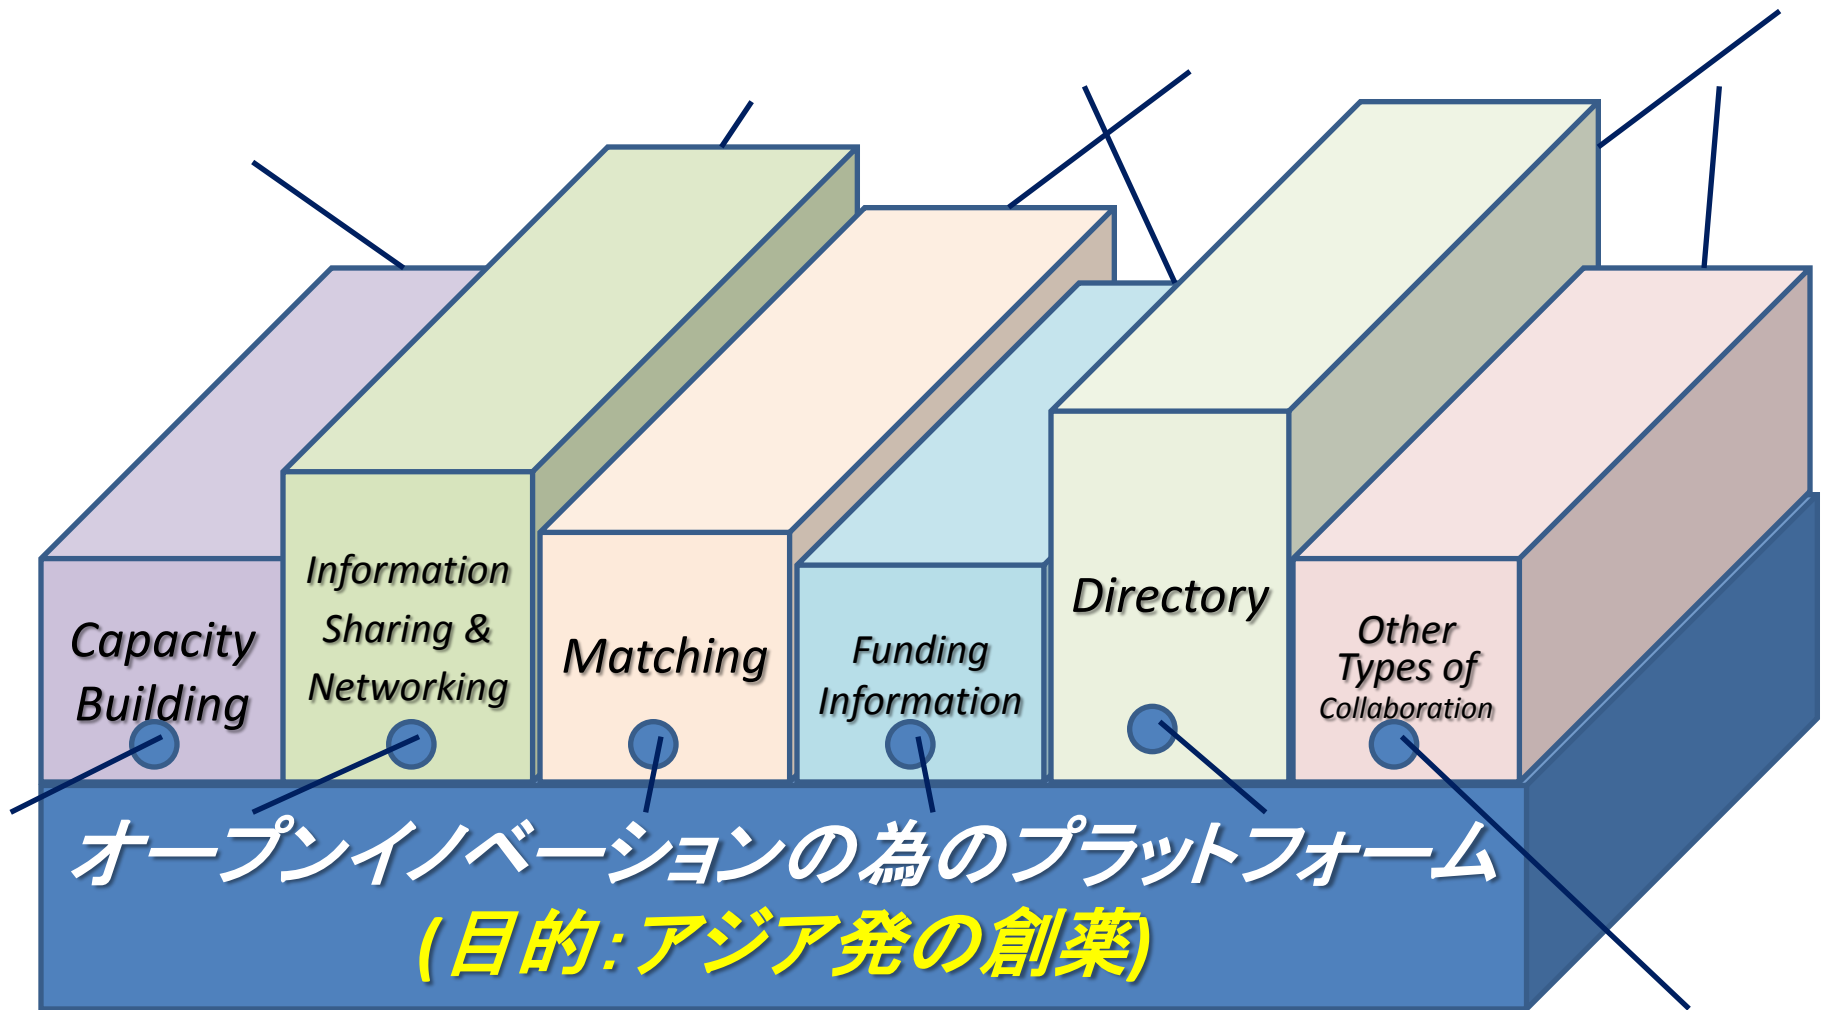 Capacity
Building
Information
Sharing &
Networking
Matching
Funding
Information
Directory
Other
Types of
Collaboration
オープンイノベーションの為のプラットフォーム
(目的:アジア発の創薬)